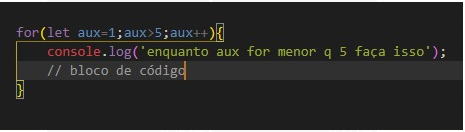 for(let aux=1;aux>5;aux++){
console.log('enquanto aux for menor q 5 faça isso');
// bloco de código
}